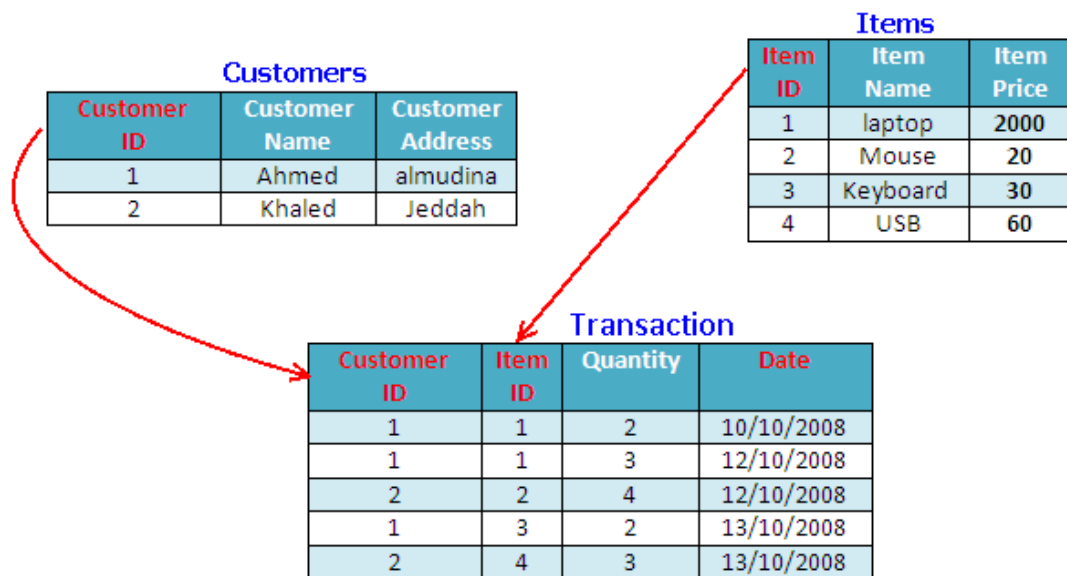 Items
Item ID Item Name Item Price
1 laptop 2000
2 Mouse 20
3 Keyboard 30
4 USB 60
Customers
Customer ID Customer Name Customer Address
1 Ahmed almudina
2 Khaled Jeddah
Transaction
Customer ID Item ID Quantity Date
1 1 2 10/10/2008
1 1 3 12/10/2008
2 2 4 12/10/2008
1 3 2 13/10/2008
2 4 3 13/10/2008